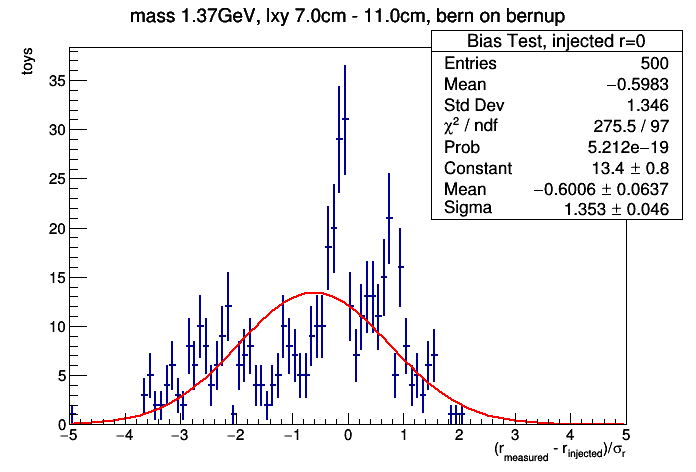 mass 1.37GeV, lxy 7.0cm - 11.0cm, bern on bernup
Bias Test, injected r=0
Entries 500
Mean −0.5983
Std Dev 1.346
χ² / ndf 275.5 / 97
Prob 5.212e−19
Constant 13.4 ± 0.8
Mean −0.6006 ± 0.0637
Sigma 1.353 ± 0.046
toys
35
30
25
20
15
10
5
0
−5 −4 −3 −2 −1 0 1 2 3 4 5
(r_measured - r_injected)/σ_r